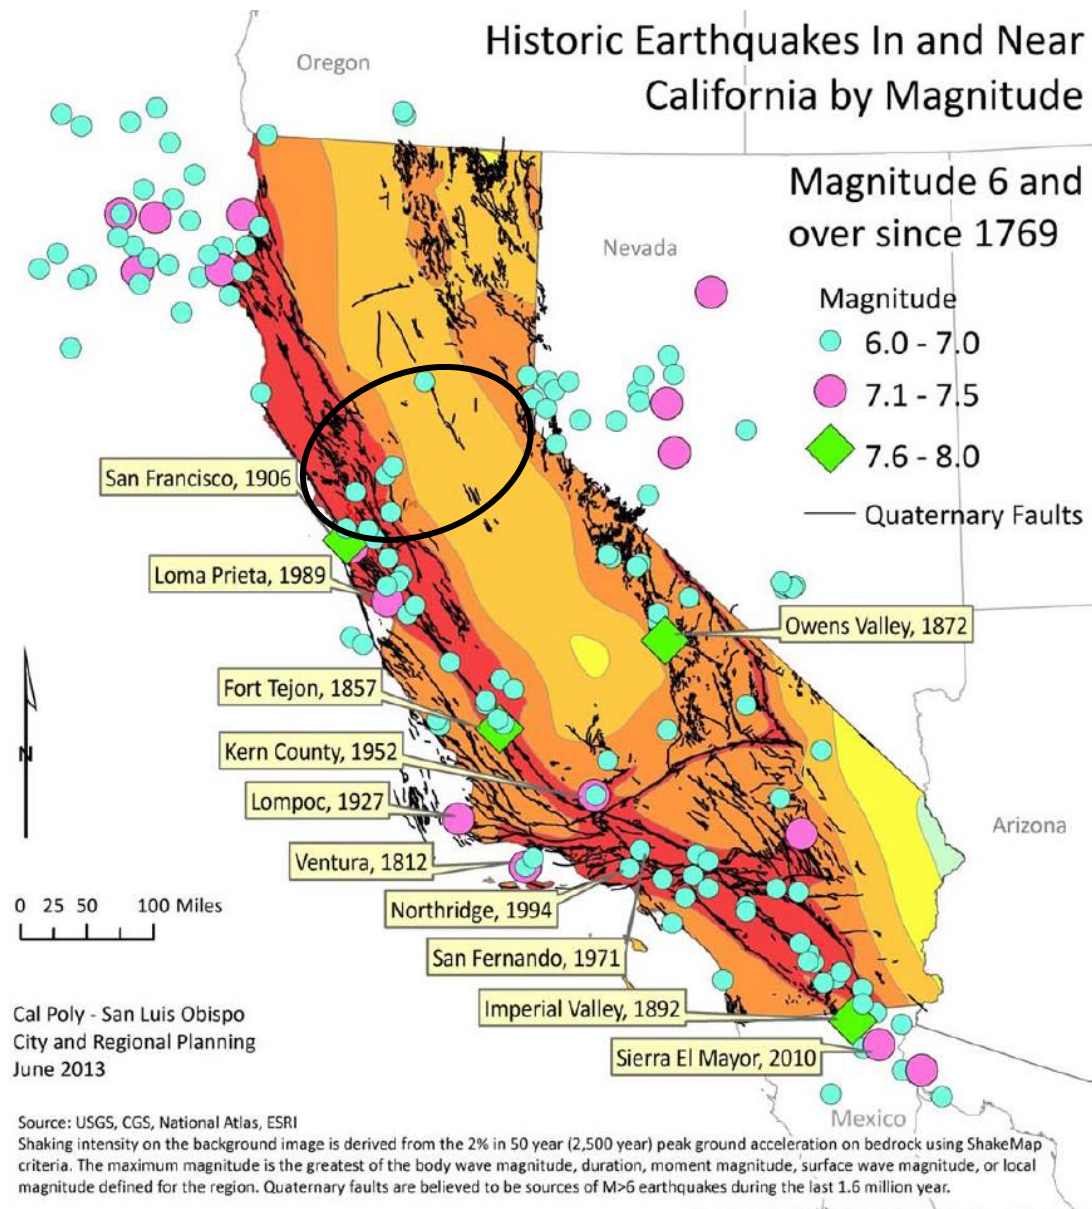 Historic Earthquakes In and Near
California by Magnitude
Oregon
Magnitude 6 and
over since 1769
Nevada
Magnitude
6.0 - 7.0
7.1 - 7.5
7.6 - 8.0
Quaternary Faults
San Francisco, 1906
Loma Prieta, 1989
Owens Valley, 1872
Fort Tejon, 1857
Kern County, 1952
N
Lompoc, 1927
Arizona
Ventura, 1812
0 25 50 100 Miles
Northridge, 1994
San Fernando, 1971
Imperial Valley, 1892
Sierra El Mayor, 2010
Cal Poly - San Luis Obispo
City and Regional Planning
June 2013
Mexico
Source: USGS, CGS, National Atlas, ESRI
Shaking intensity on the background image is derived from the 2% in 50 year (2,500 year) peak ground acceleration on bedrock using ShakeMap
criteria. The maximum magnitude is the greatest of the body wave magnitude, duration, moment magnitude, surface wave magnitude, or local
magnitude defined for the region. Quaternary faults are believed to be sources of M>6 earthquakes during the last 1.6 million year.